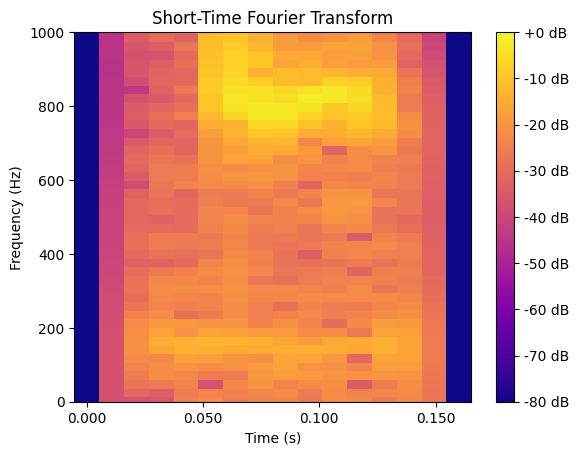 Short-Time Fourier Transform
1000
800
600
400
200
0
Frequency (Hz)
0.000
0.050
0.100
0.150
Time (s)
+0 dB
-10 dB
-20 dB
-30 dB
-40 dB
-50 dB
-60 dB
-70 dB
-80 dB